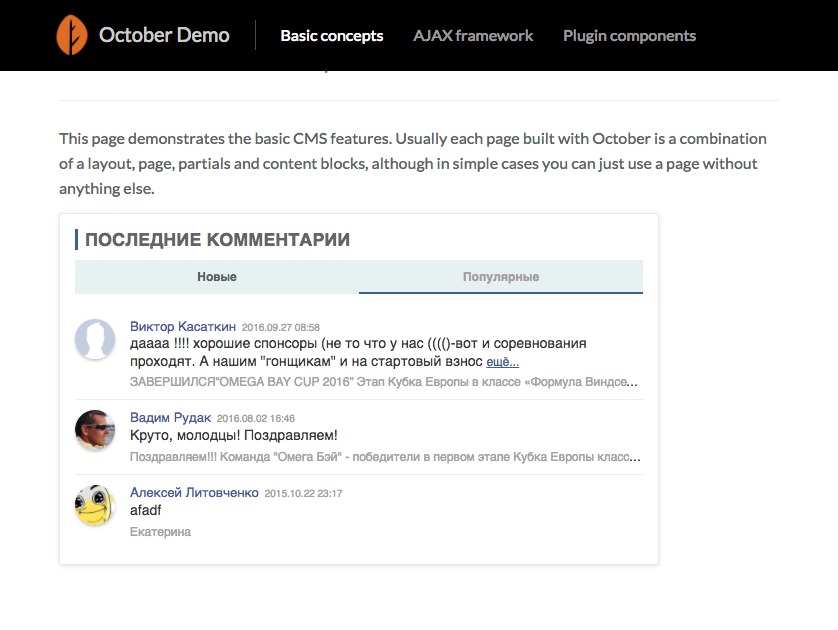 October Demo
Basic concepts
AJAX framework
Plugin components
This page demonstrates the basic CMS features. Usually each page built with October is a combination
of a layout, page, partials and content blocks, although in simple cases you can just use a page without
anything else.
ПОСЛЕДНИЕ КОММЕНТАРИИ
Новые
Популярные
Виктор Касаткин 2016.09.27 08:58
даааа !!!! хорошие спонсоры (не то что у нас (((()-вот и соревнования
проходят. А нашим "гонщикам" и на стартовый взнос ещё...
ЗАВЕРШИЛСЯ"OMEGA BAY CUP 2016" Этап Кубка Европы в классе «Формула Виндсе...
Вадим Рудак 2016.08.02 16:46
Круто, молодцы! Поздравляем!
Поздравляем!!! Команда "Омега Бэй" - победители в первом этапе Кубка Европы класс...
Алексей Литовченко 2015.10.22 23:17
afadf
Екатерина